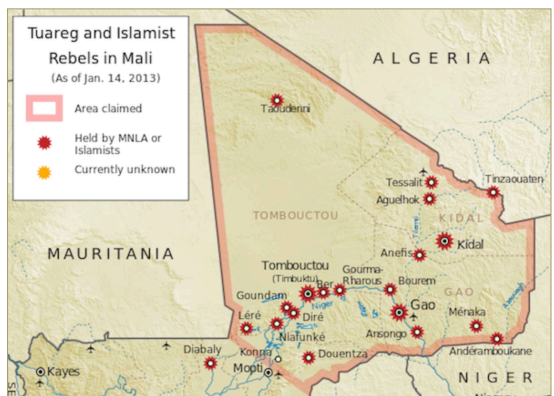 Tuareg and Islamist
Rebels in Mali
(As of Jan. 14, 2013)
Area claimed
Held by MNLA or
Islamists
Currently unknown
ALGERIA
Taoudenni
Tessalit
Tinzaouaten
Aguelhok
TOMBOUCTOU
KIDAL
Kidal
MAURITANIA
Anefis
Tombouctou
(Timbuktu)
Ber
Gourma-
Rharous
Bourem
GAO
Goundam
Niger
Gao
Léré
Diré
Ménaka
Niafunké
Ansongo
Diabaly
Konna
Douentza
Andéramboukane
Mopti
Kayes
NIGER